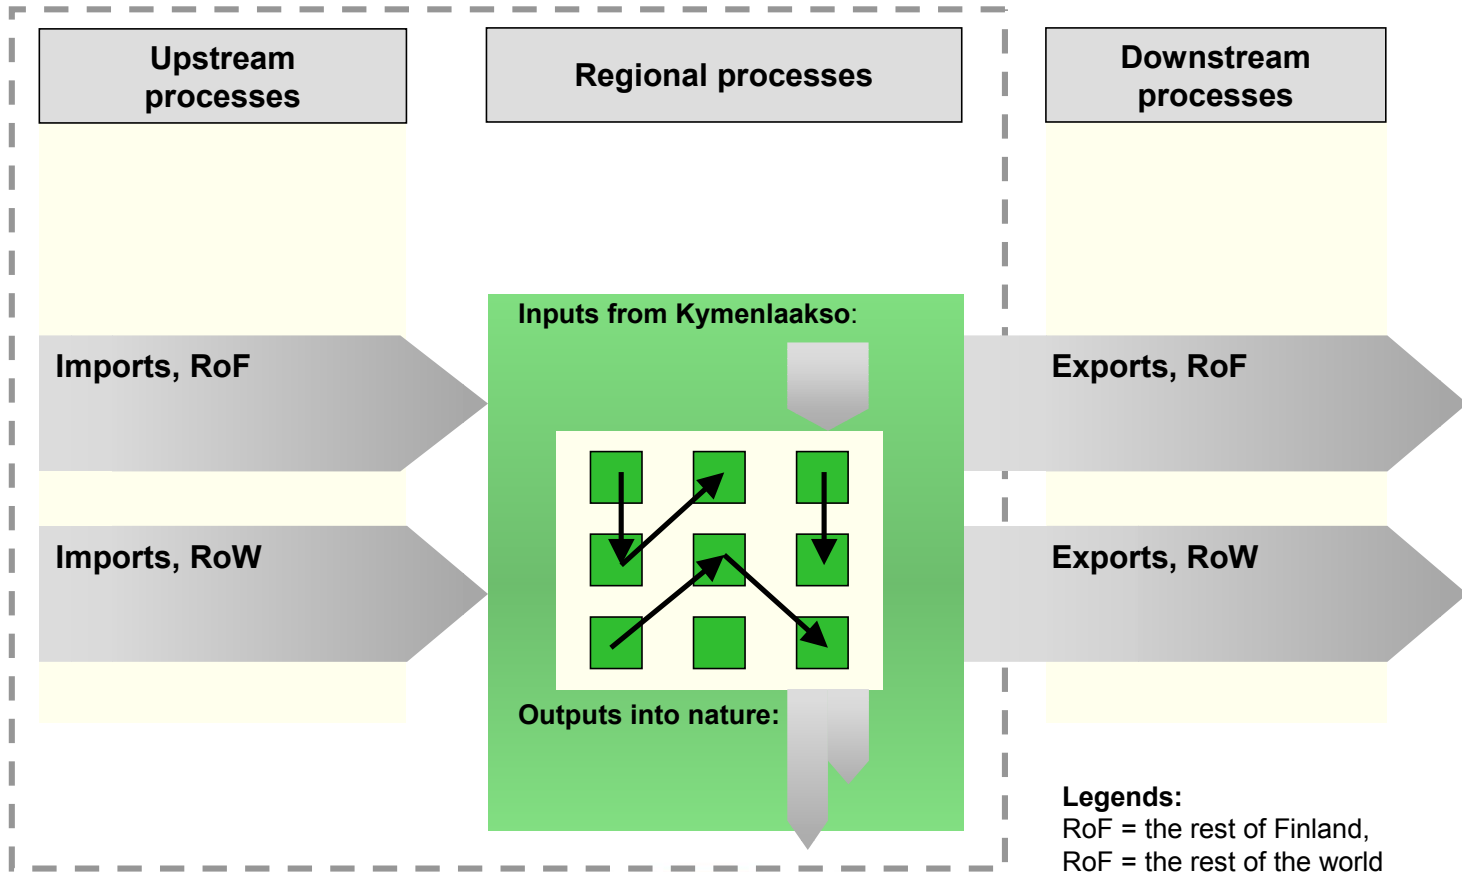 Upstream
processes
Regional processes
Downstream
processes
Inputs from Kymenlaakso:
Imports, RoF
Exports, RoF
Imports, RoW
Exports, RoW
Outputs into nature:
Legends:
RoF = the rest of Finland,
RoF = the rest of the world